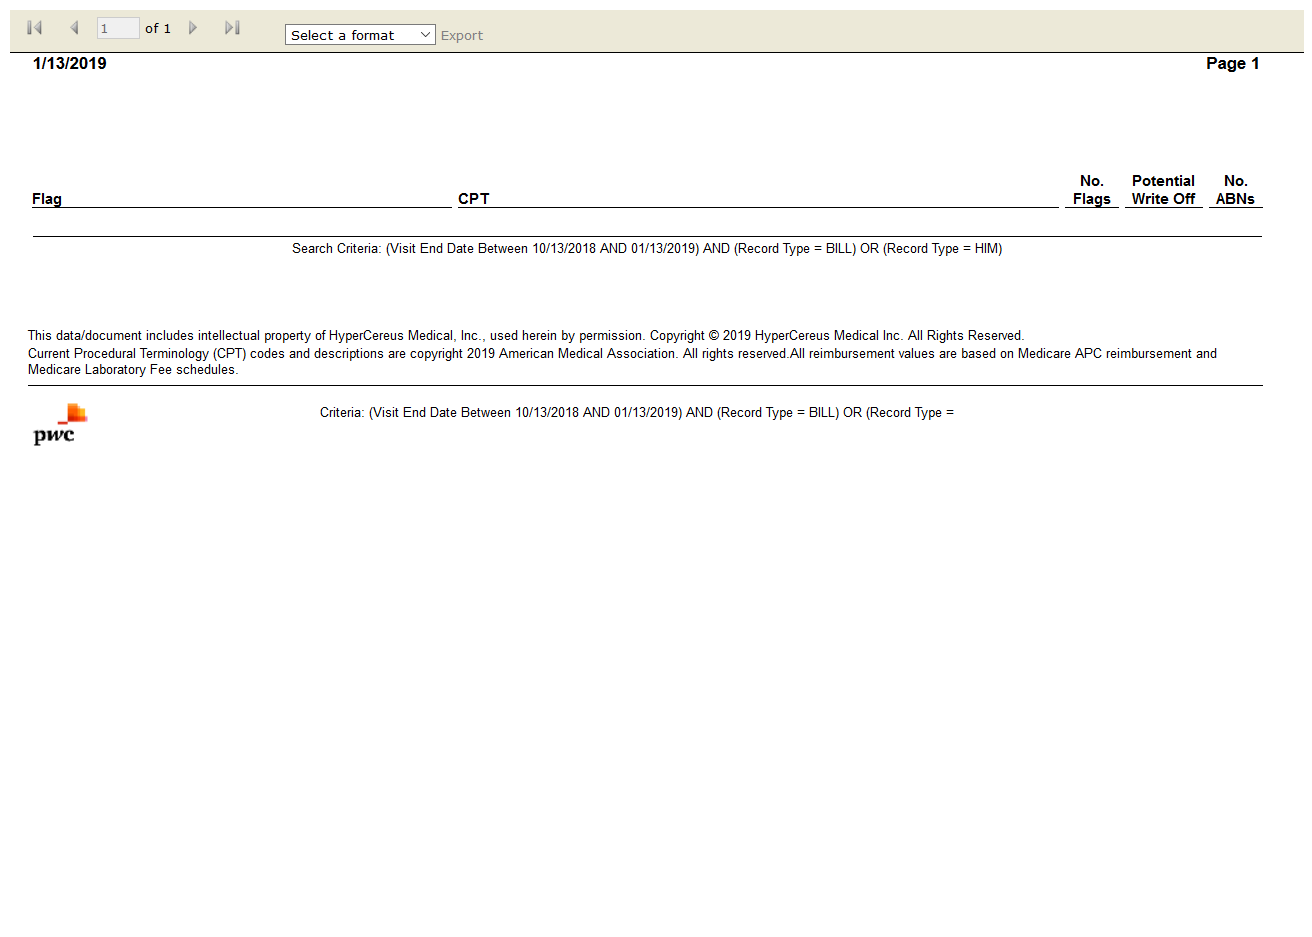 1 of 1 Select a format Export
1/13/2019 Page 1
No. Potential No.
Flag CPT Flags Write Off ABNs
Search Criteria: (Visit End Date Between 10/13/2018 AND 01/13/2019) AND (Record Type = BILL) OR (Record Type = HIM)
This data/document includes intellectual property of HyperCereus Medical, Inc., used herein by permission. Copyright © 2019 HyperCereus Medical Inc. All Rights Reserved.
Current Procedural Terminology (CPT) codes and descriptions are copyright 2019 American Medical Association. All rights reserved.All reimbursement values are based on Medicare APC reimbursement and
Medicare Laboratory Fee schedules.
Criteria: (Visit End Date Between 10/13/2018 AND 01/13/2019) AND (Record Type = BILL) OR (Record Type =
pwc